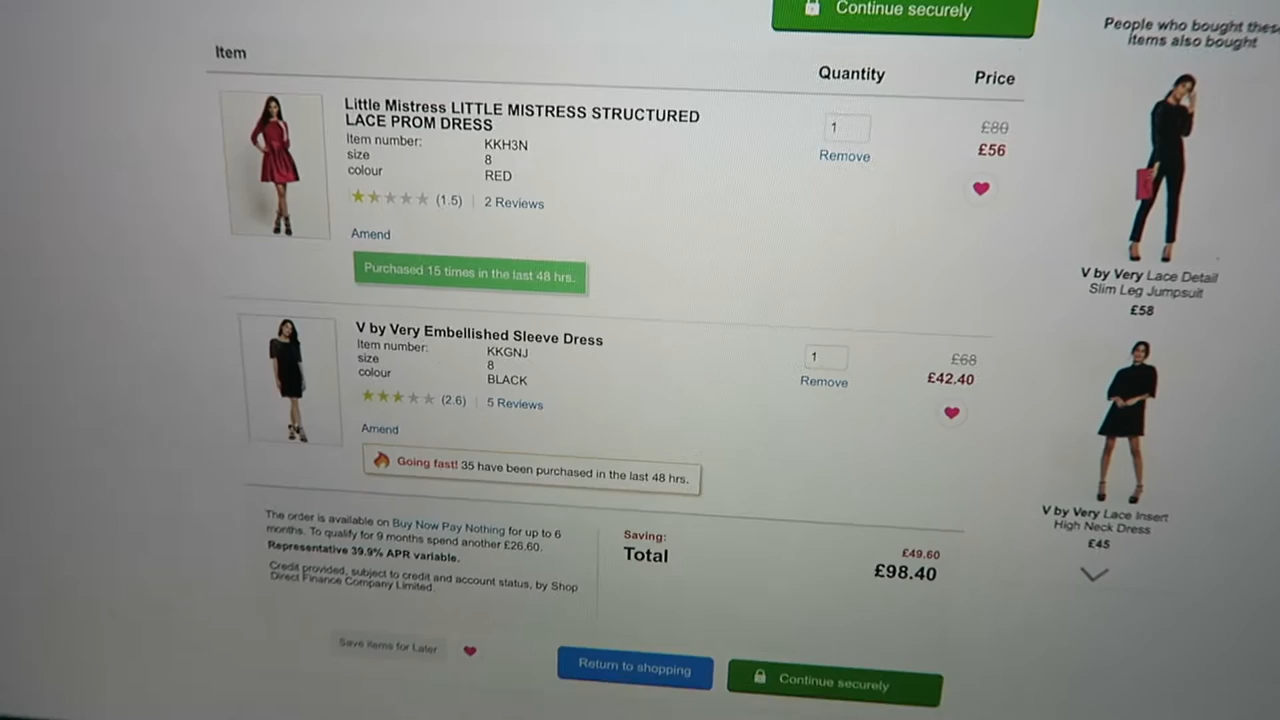 Continue securely
People who bought these
items also bought
Item
Quantity
Price
Little Mistress LITTLE MISTRESS STRUCTURED
LACE PROM DRESS
Item number: KKH3N
size 8
colour RED
(1.5) | 2 Reviews
Amend
Purchased 15 times in the last 48 hrs.
1
Remove
£80
£56
V by Very Lace Detail
Slim Leg Jumpsuit
£58
V by Very Embellished Sleeve Dress
Item number: KKGNJ
size 8
colour BLACK
(2.6) | 5 Reviews
Amend
Going fast! 35 have been purchased in the last 48 hrs.
1
Remove
£68
£42.40
V by Very Lace Insert
High Neck Dress
£45
The order is available on Buy Now Pay Nothing for up to 6
months. To qualify for 9 months spend another £26.60.
Representative 39.9% APR variable.
Credit provided, subject to credit and account status, by Shop
Direct Finance Company Limited.
Saving: £49.60
Total £98.40
Save items for Later
Return to shopping
Continue securely